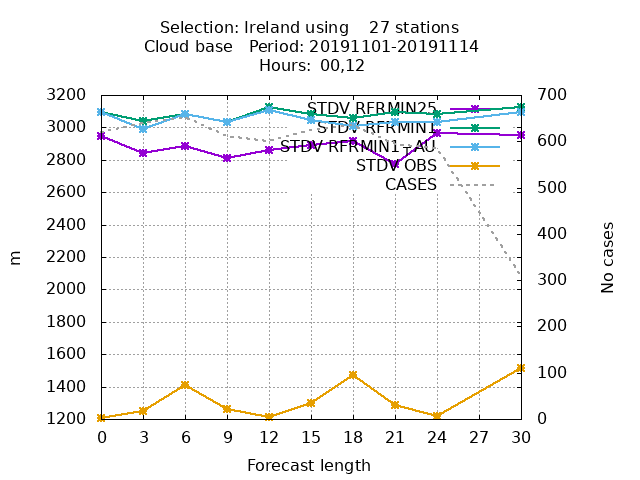 Selection: Ireland using    27 stations
Cloud base   Period: 20191101-20191114
Hours:  00,12
3200
3000
2800
2600
2400
2200
2000
1800
1600
1400
1200
m
700
600
500
400
300
200
100
0
No cases
STDV RFRMIN25
STDV RFRMIN1
STDV RFRMIN1_AU
STDV OBS
CASES
0 3 6 9 12 15 18 21 24 27 30
Forecast length